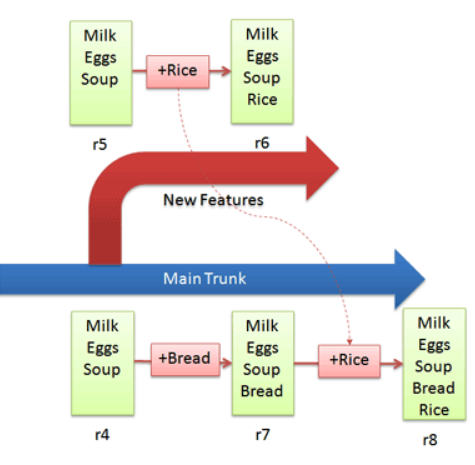 Milk
Eggs
Soup
+Rice
Milk
Eggs
Soup
Rice
r5
r6
New Features
Main Trunk
Milk
Eggs
Soup
+Bread
Milk
Eggs
Soup
Bread
+Rice
Milk
Eggs
Soup
Bread
Rice
r4
r7
r8